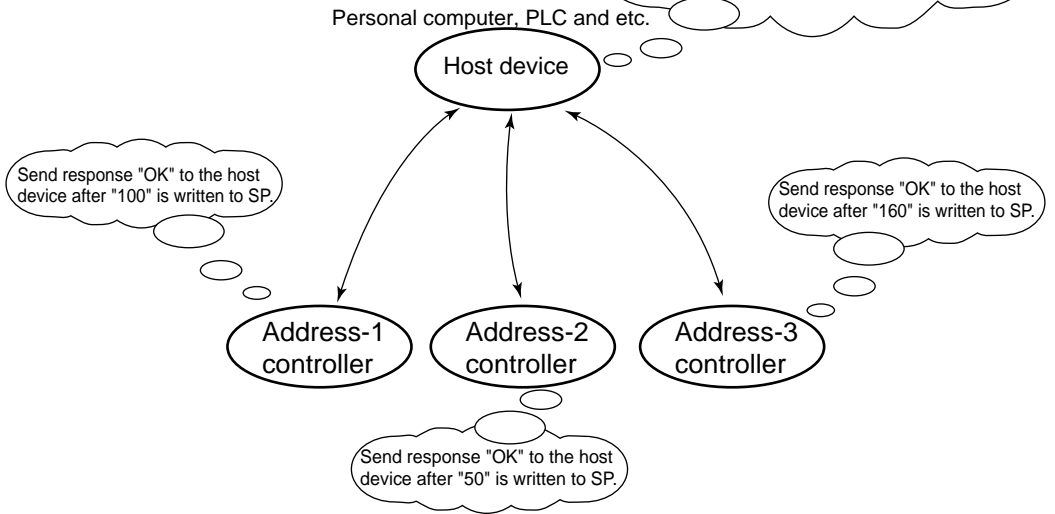 Personal computer, PLC and etc.
Host device
Send response "OK" to the host
device after "100" is written to SP.
Send response "OK" to the host
device after "160" is written to SP.
Address-1
controller
Address-2
controller
Address-3
controller
Send response "OK" to the host
device after "50" is written to SP.